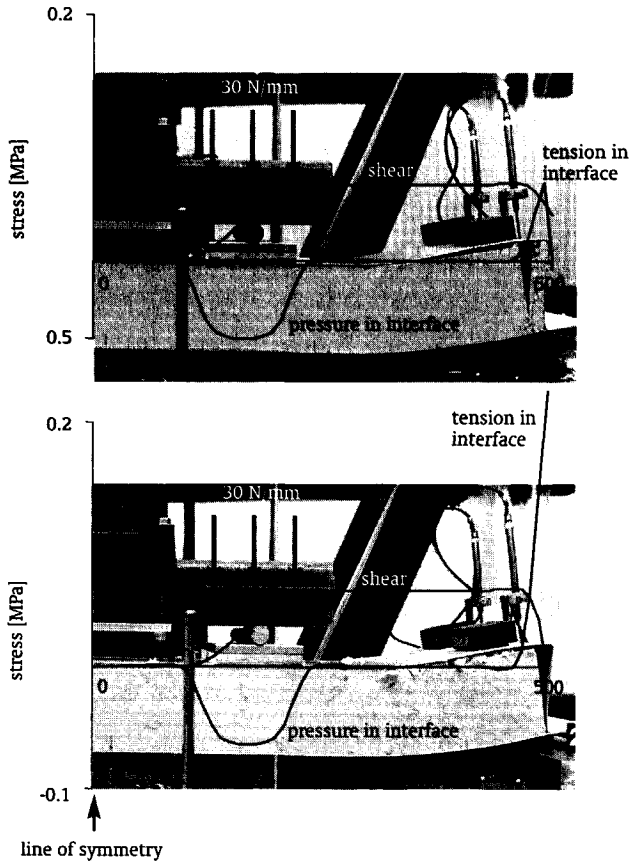 0.2
30 N/mm
stress [MPa]
shear
tension in
interface
0
pressure in interface
0.5
0.2
tension in
interface
30 N mm
stress [MPa]
shear
0
500
pressure in interface
-0.1
line of symmetry